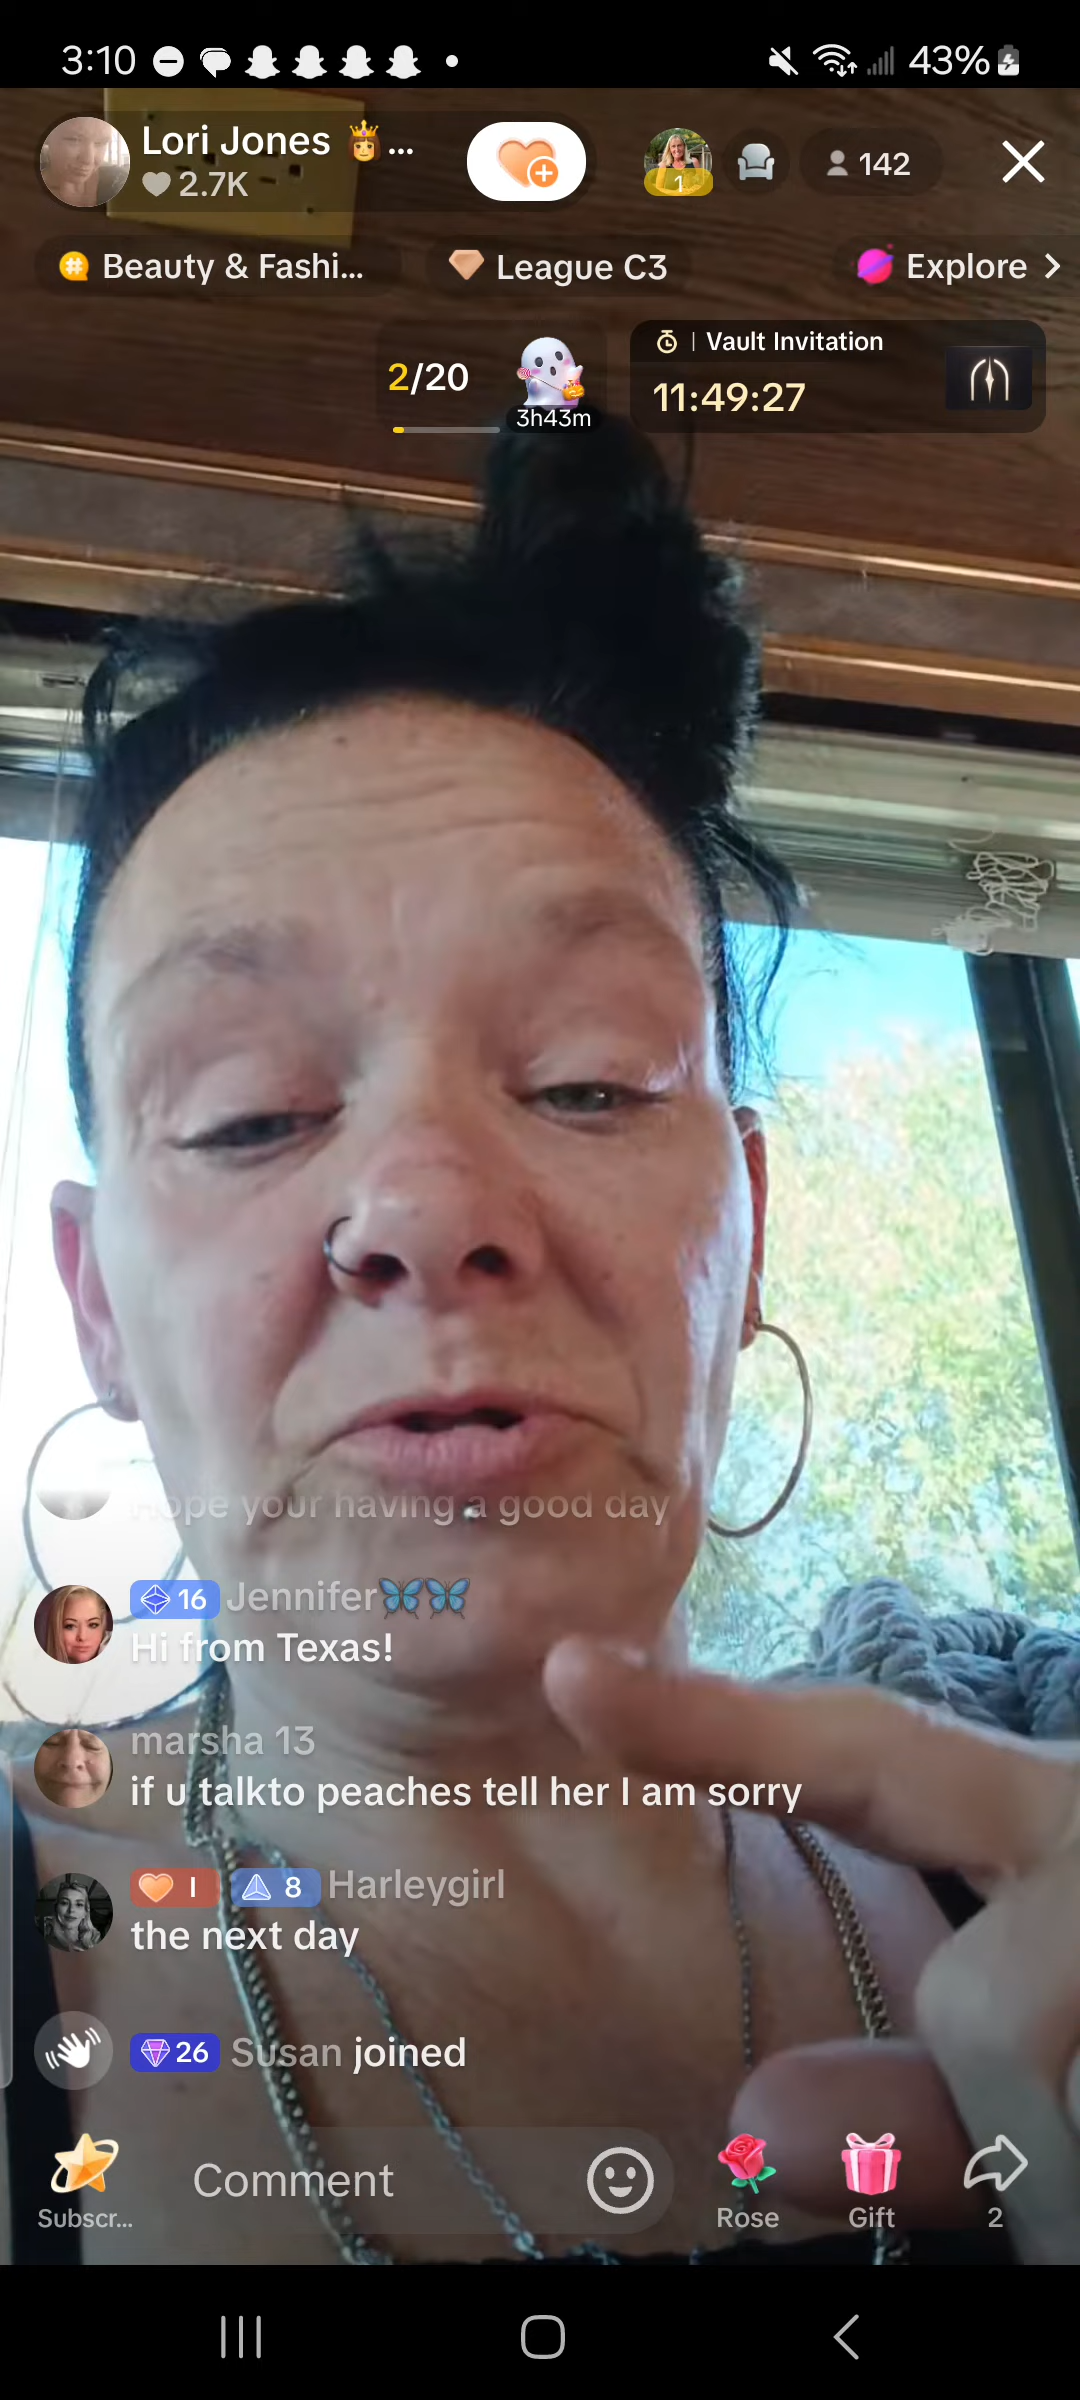 3:10 43%
Lori Jones 👸...
2.7K
1
142
Beauty & Fashi...
League C3
Explore >
2/20
3h43m
Vault Invitation
11:49:27
Hope your having a good day
16 Jennifer🦋🦋
Hi from Texas!
marsha 13
if u talkto peaches tell her I am sorry
I 8 Harleygirl
the next day
26 Susan joined
Comment
Subscr...
Rose
Gift
2